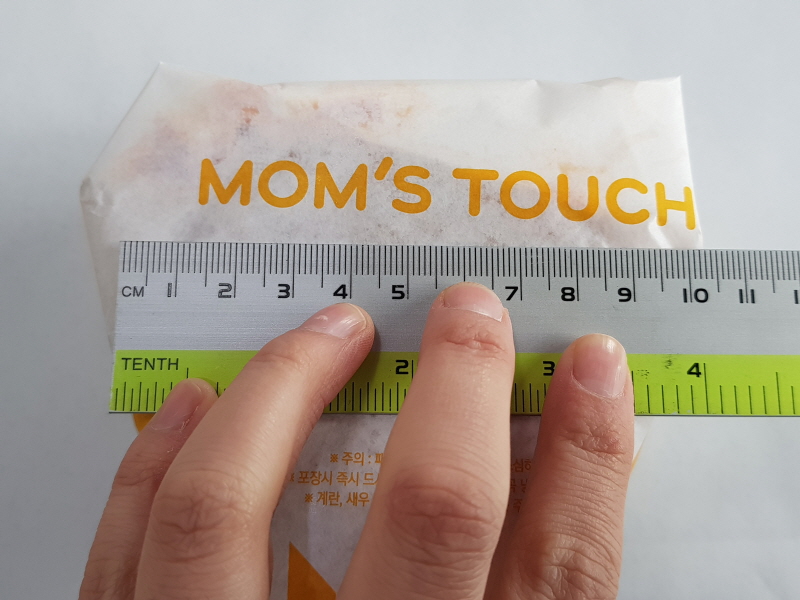 MOM'S TOUCH
CM 1 2 3 4 5 7 8 9 10 11
TENTH 2 3 4
※ 주의 :
포장시 즉시 드
※ 계란, 새우